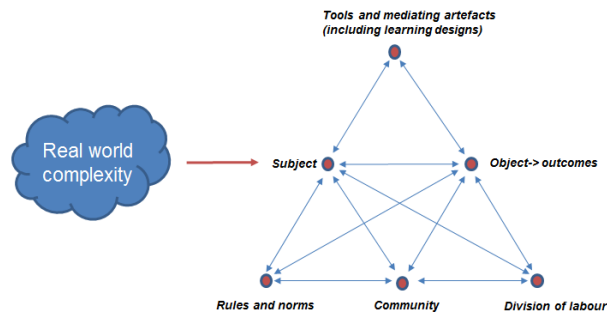 Tools and mediating artefacts
(including learning designs)
Real world
complexity
Subject
Object-> outcomes
Rules and norms
Community
Division of labour